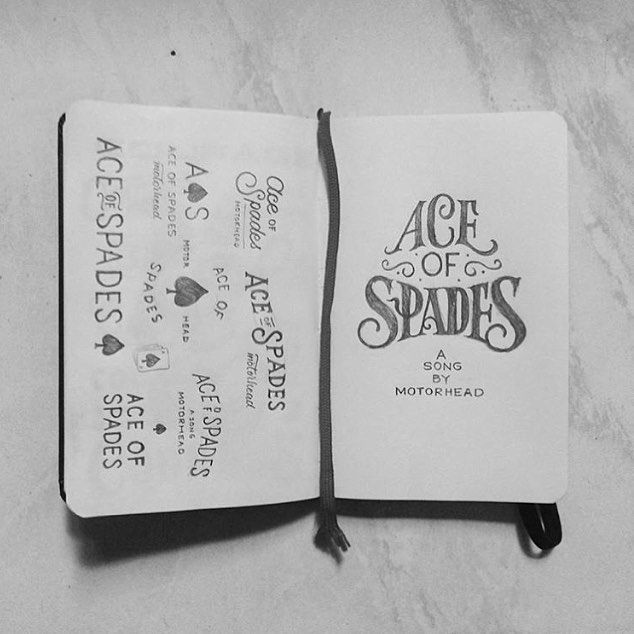 Ace OF
Spades
MOTORHEAD
ACE OF SPADES
motorhead
A S
ACE OF SPADES
motorhead
ACE OF
MOTOR HEAD
SPADES
ACE OF SPADES
A SONG
MOTORHEAD
ACE OF
SPADES
ACE OF SPADES
ACE
OF
SPADES
A
SONG
BY
MOTORHEAD